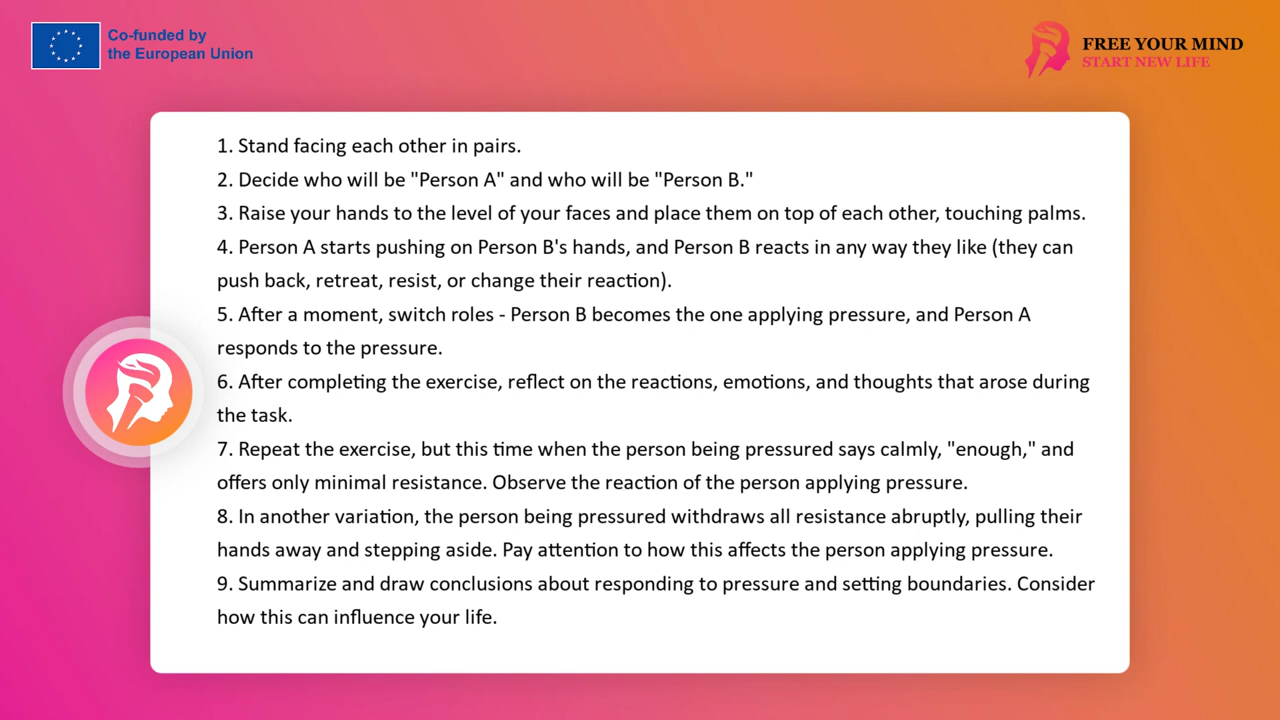 Co-funded by
the European Union
FREE YOUR MIND
START NEW LIFE
1. Stand facing each other in pairs.
2. Decide who will be "Person A" and who will be "Person B."
3. Raise your hands to the level of your faces and place them on top of each other, touching palms.
4. Person A starts pushing on Person B's hands, and Person B reacts in any way they like (they can
push back, retreat, resist, or change their reaction).
5. After a moment, switch roles - Person B becomes the one applying pressure, and Person A
responds to the pressure.
6. After completing the exercise, reflect on the reactions, emotions, and thoughts that arose during
the task.
7. Repeat the exercise, but this time when the person being pressured says calmly, "enough," and
offers only minimal resistance. Observe the reaction of the person applying pressure.
8. In another variation, the person being pressured withdraws all resistance abruptly, pulling their
hands away and stepping aside. Pay attention to how this affects the person applying pressure.
9. Summarize and draw conclusions about responding to pressure and setting boundaries. Consider
how this can influence your life.